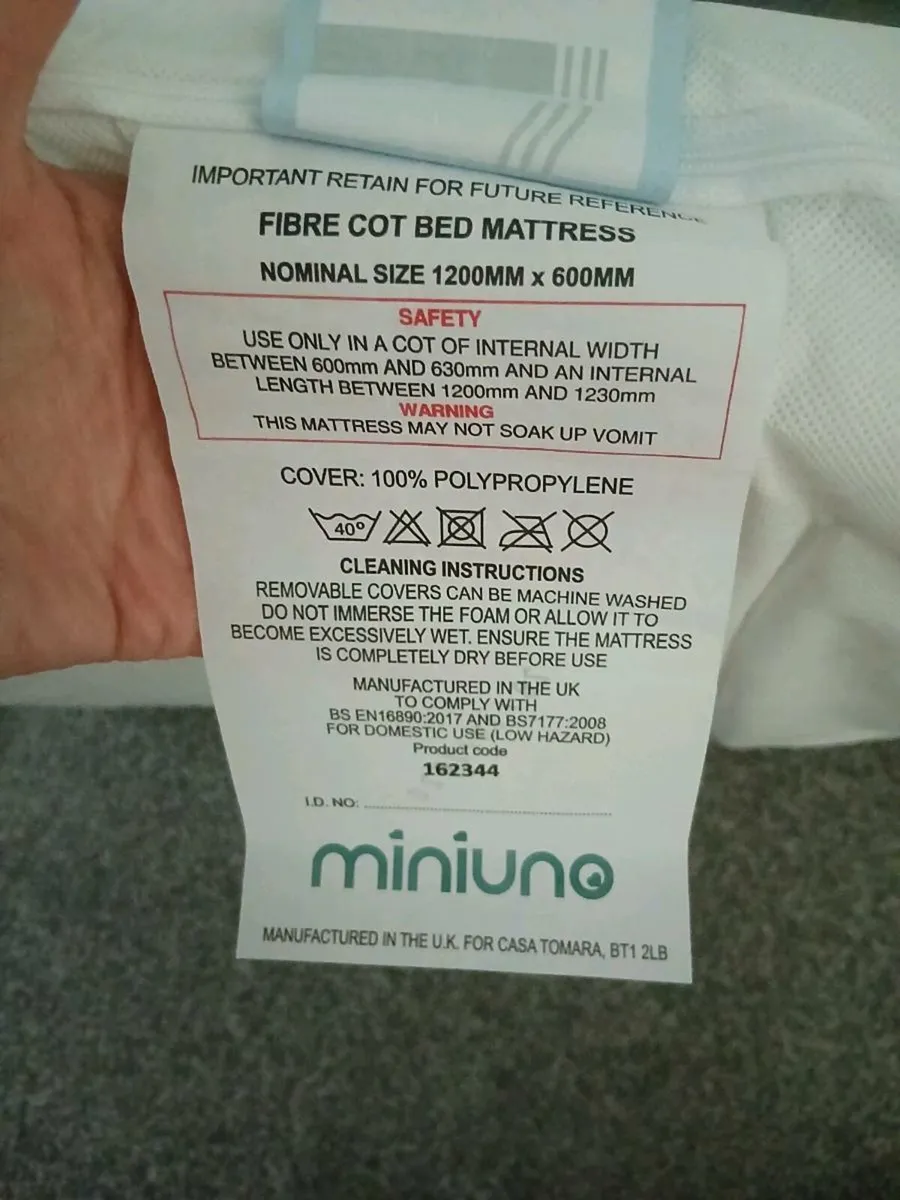 IMPORTANT RETAIN FOR FUTURE REFERENCE
FIBRE COT BED MATTRESS
NOMINAL SIZE 1200MM x 600MM
SAFETY
USE ONLY IN A COT OF INTERNAL WIDTH
BETWEEN 600mm AND 630mm AND AN INTERNAL
LENGTH BETWEEN 1200mm AND 1230mm
WARNING
THIS MATTRESS MAY NOT SOAK UP VOMIT
COVER: 100% POLYPROPYLENE
40°
CLEANING INSTRUCTIONS
REMOVABLE COVERS CAN BE MACHINE WASHED
DO NOT IMMERSE THE FOAM OR ALLOW IT TO
BECOME EXCESSIVELY WET. ENSURE THE MATTRESS
IS COMPLETELY DRY BEFORE USE
MANUFACTURED IN THE UK
TO COMPLY WITH
BS EN16890:2017 AND BS7177:2008
FOR DOMESTIC USE (LOW HAZARD)
Product code
162344
I.D. NO:
miniuno
MANUFACTURED IN THE U.K. FOR CASA TOMARA, BT1 2LB